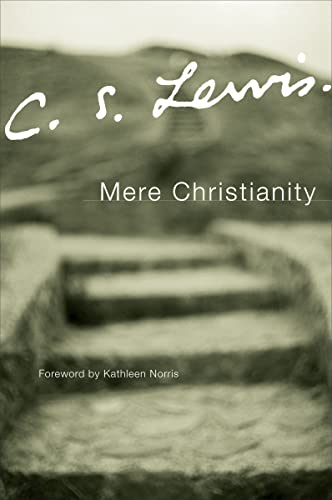 C. S. Lewis.
Mere Christianity
Foreword by Kathleen Norris